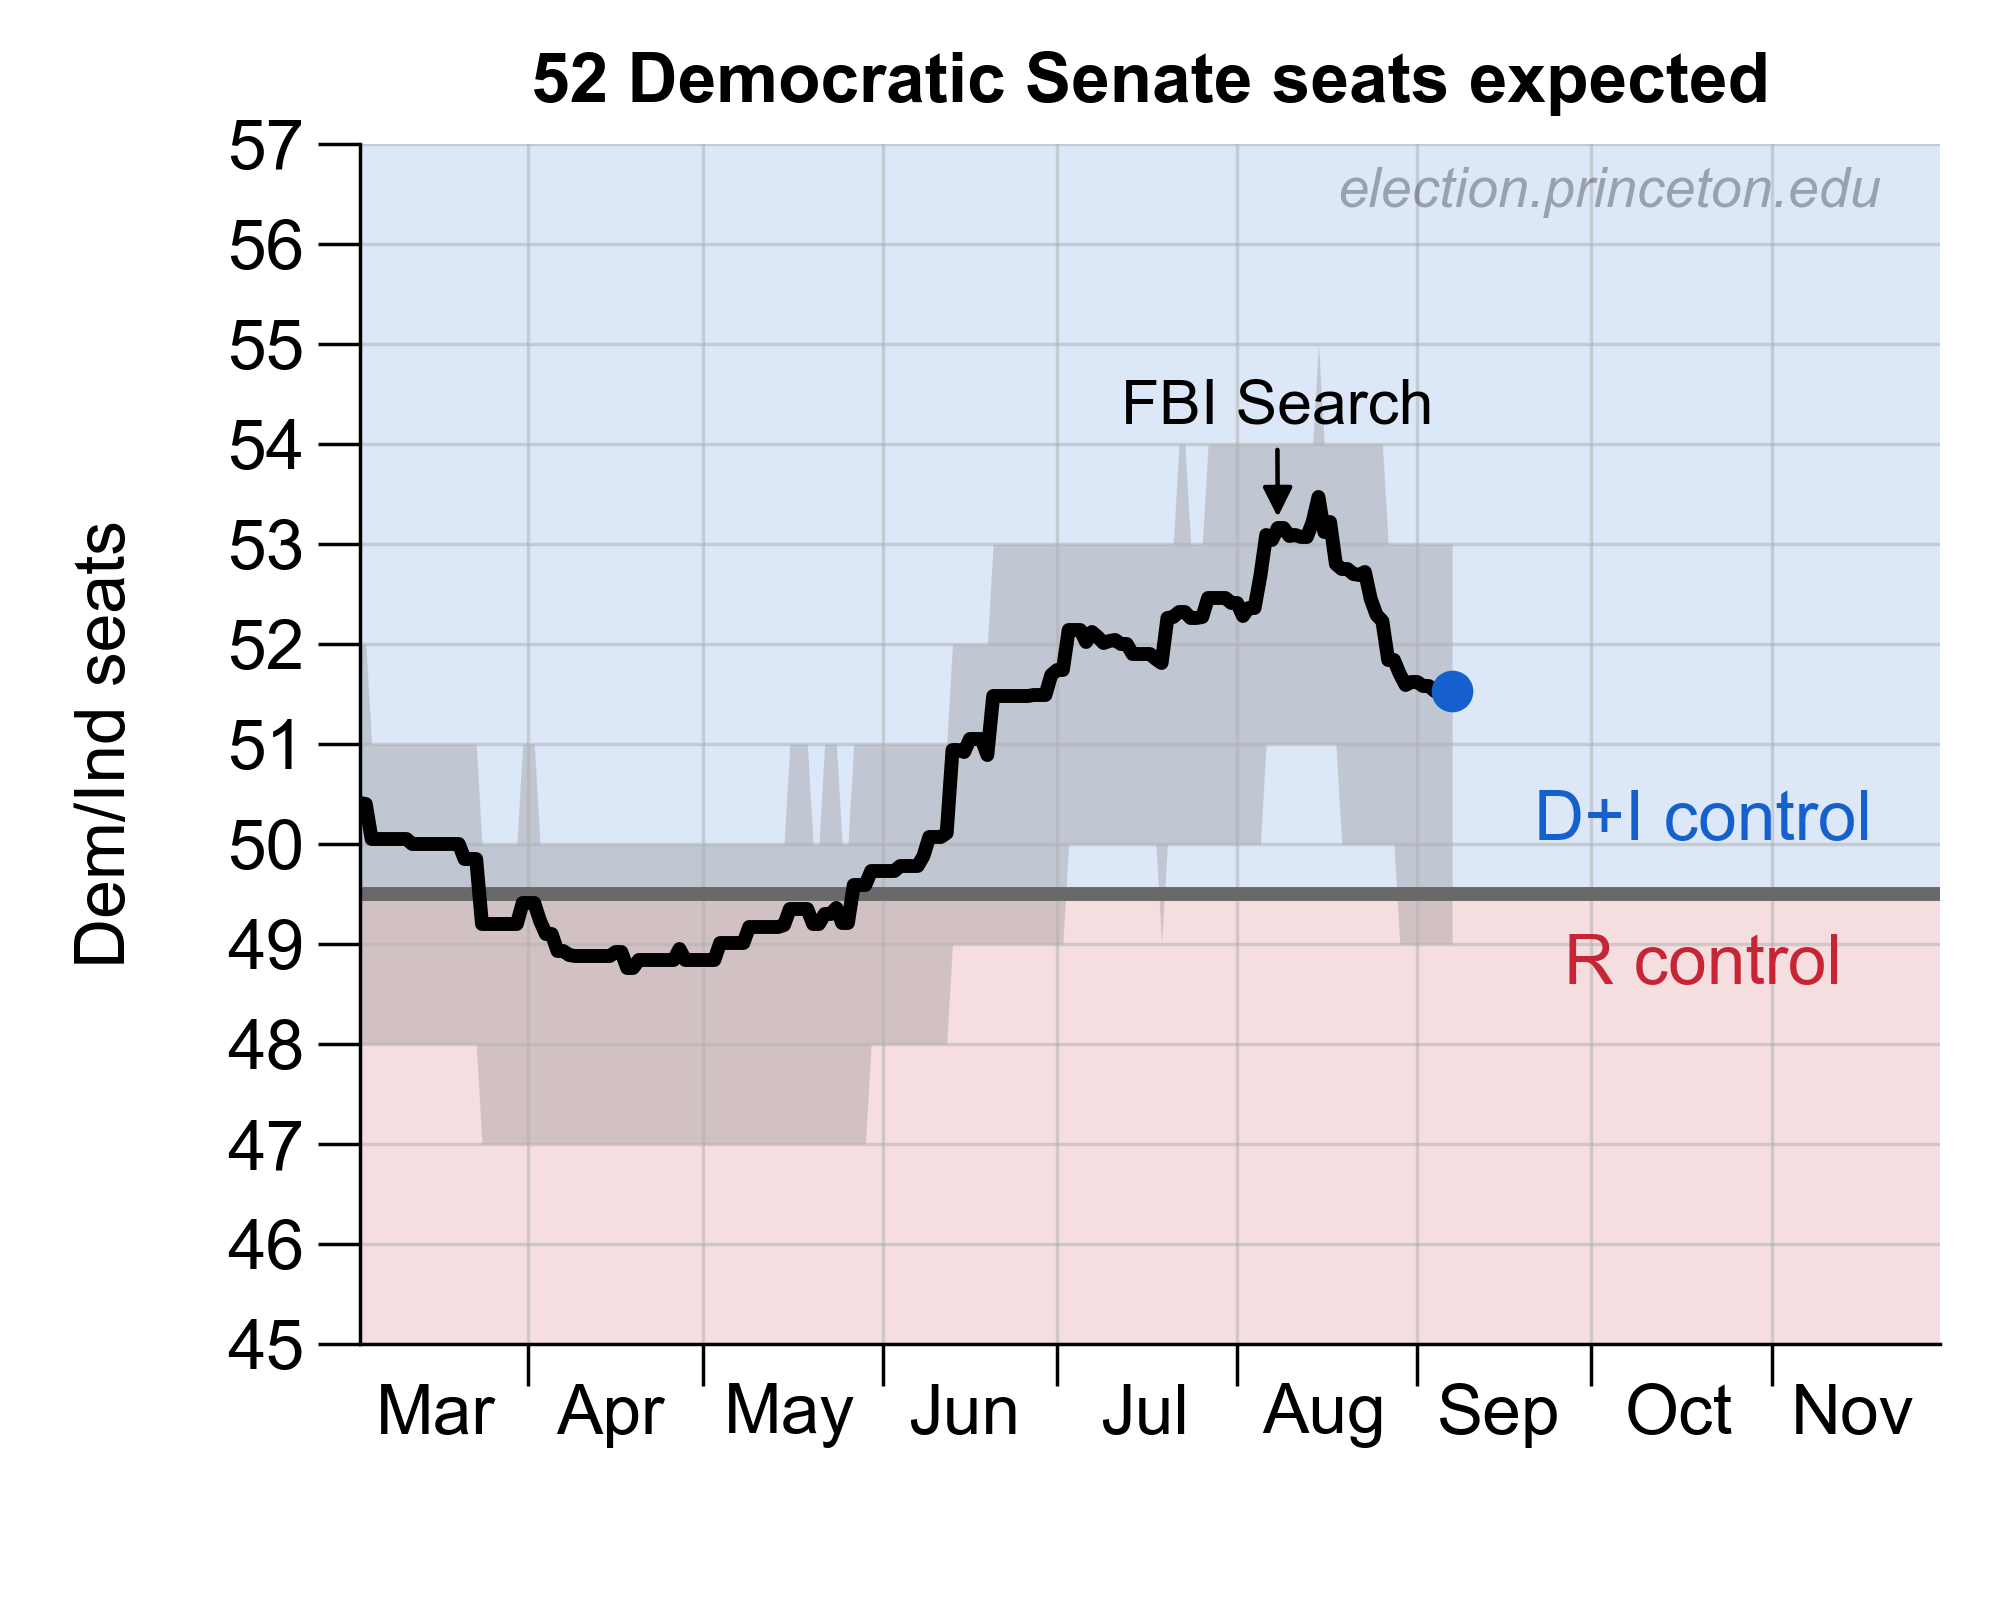 52 Democratic Senate seats expected
57
election.princeton.edu
56
55
FBI Search
54
53
52
51
D+I control
50
49
R control
48
47
46
45
Dem/Ind seats
Mar Apr May Jun Jul Aug Sep Oct Nov